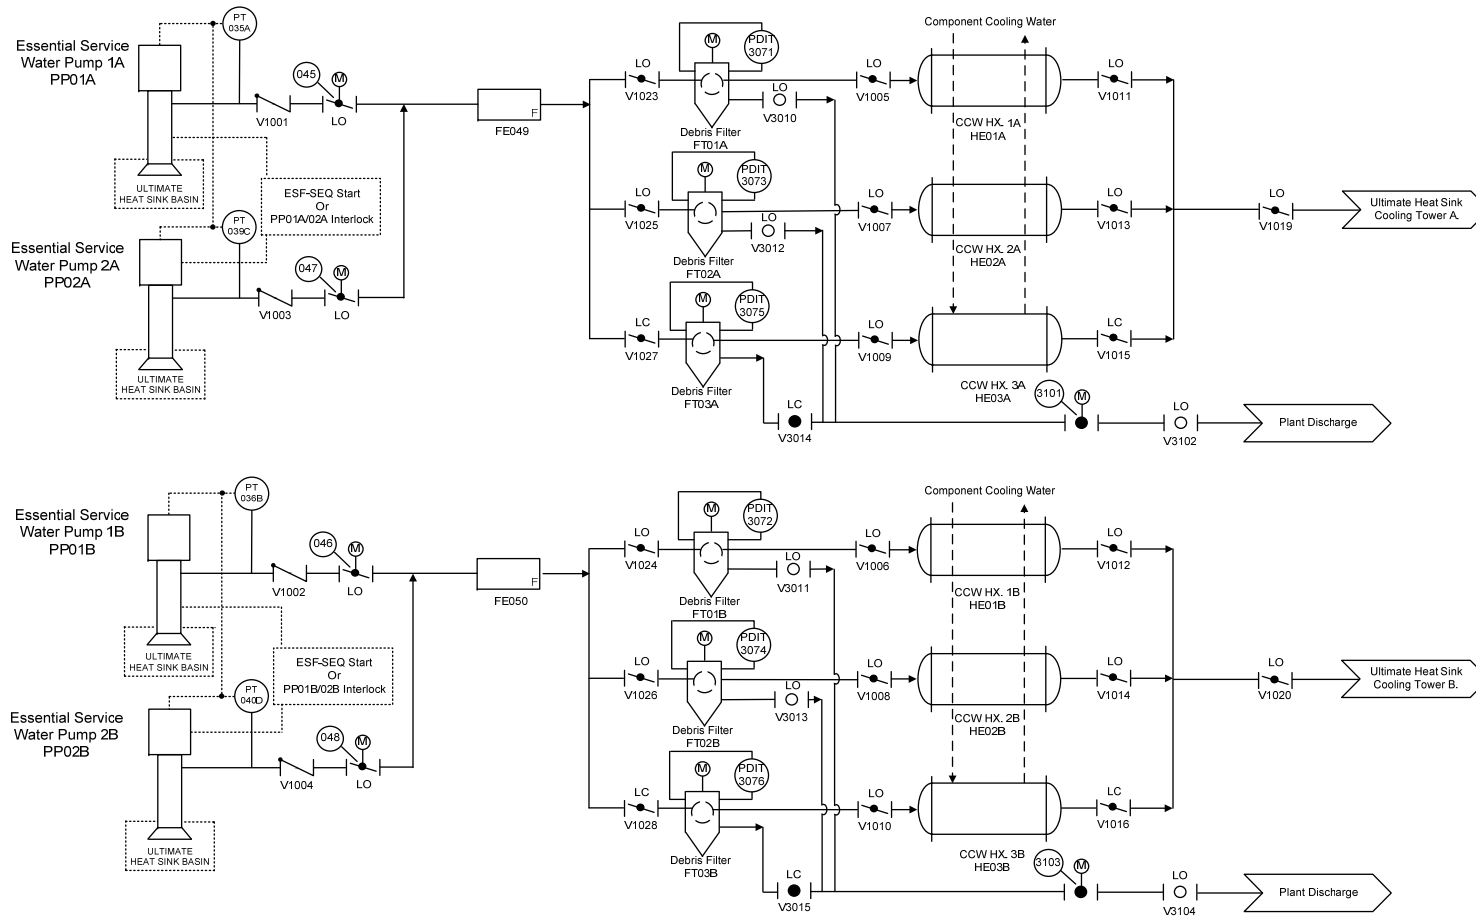 Essential Service
Water Pump 1A
PP01A
PT
035A
045
M
V1001
LO
ULTIMATE
HEAT SINK BASIN
ESF-SEQ Start
Or
PP01A/02A Interlock
Essential Service
Water Pump 2A
PP02A
PT
039C
047
M
V1003
LO
ULTIMATE
HEAT SINK BASIN
F
FE049
LO
V1023
M
PDIT
3071
LO
V3010
Debris Filter
FT01A
LO
V1005
Component Cooling Water
CCW HX. 1A
HE01A
LO
V1011
LO
V1025
M
PDIT
3073
LO
V3012
Debris Filter
FT02A
LO
V1007
CCW HX. 2A
HE02A
LO
V1013
LO
V1019
Ultimate Heat Sink
Cooling Tower A.
LC
V1027
M
PDIT
3075
Debris Filter
FT03A
LO
V1009
CCW HX. 3A
HE03A
LC
V1015
LC
V3014
3101
M
LO
V3102
Plant Discharge
Essential Service
Water Pump 1B
PP01B
PT
036B
046
M
V1002
LO
ULTIMATE
HEAT SINK BASIN
ESF-SEQ Start
Or
PP01B/02B Interlock
Essential Service
Water Pump 2B
PP02B
PT
040D
048
M
V1004
LO
ULTIMATE
HEAT SINK BASIN
F
FE050
LO
V1024
M
PDIT
3072
LO
V3011
Debris Filter
FT01B
LO
V1006
Component Cooling Water
CCW HX. 1B
HE01B
LO
V1012
LO
V1026
M
PDIT
3074
LO
V3013
Debris Filter
FT02B
LO
V1008
CCW HX. 2B
HE02B
LO
V1014
LO
V1020
Ultimate Heat Sink
Cooling Tower B.
LC
V1028
M
PDIT
3076
Debris Filter
FT03B
LO
V1010
CCW HX. 3B
HE03B
LC
V1016
LC
V3015
3103
M
LO
V3104
Plant Discharge